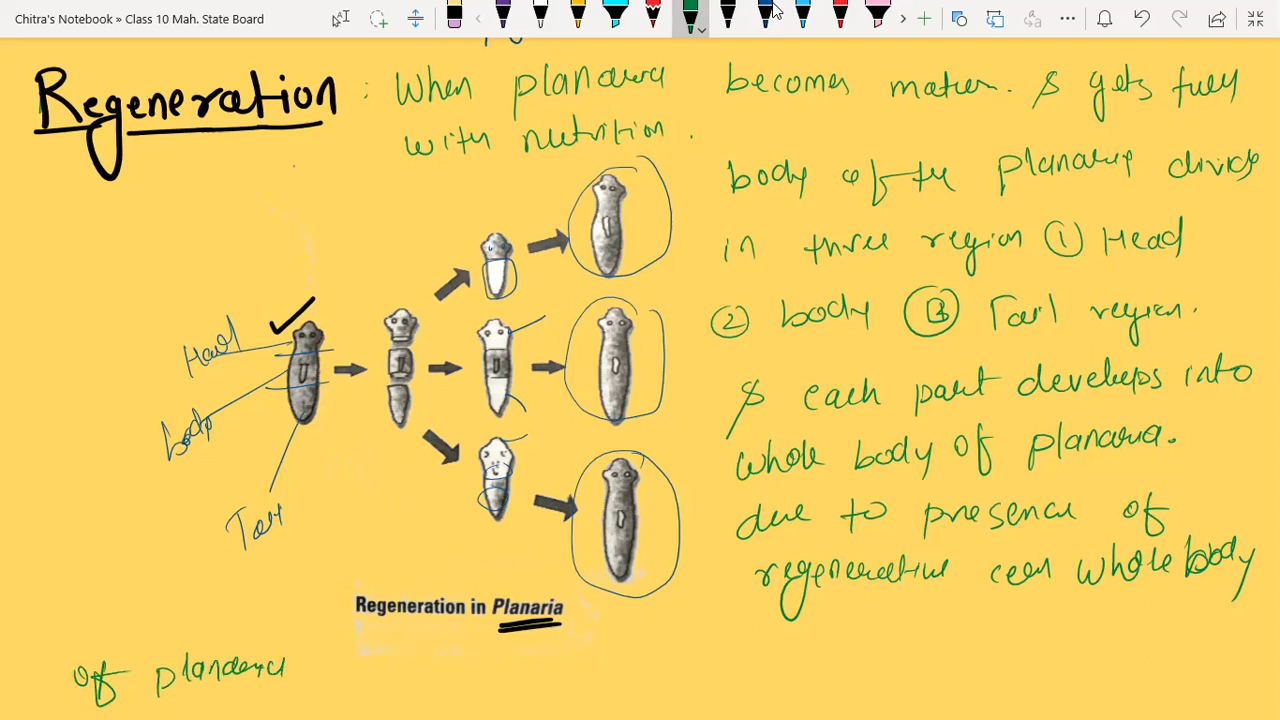 Chitra's Notebook » Class 10 Mah. State Board
Regeneration : When planaria becomes mature. & gets fully
with nutrition.
body of the planaria divide
in three region ① Head
② body ③ Tail region.
& each part develops into
whole body of planaria.
due to presence of
regenerative cell whole body
of planaria
Head
body
Tail
Regeneration in Planaria